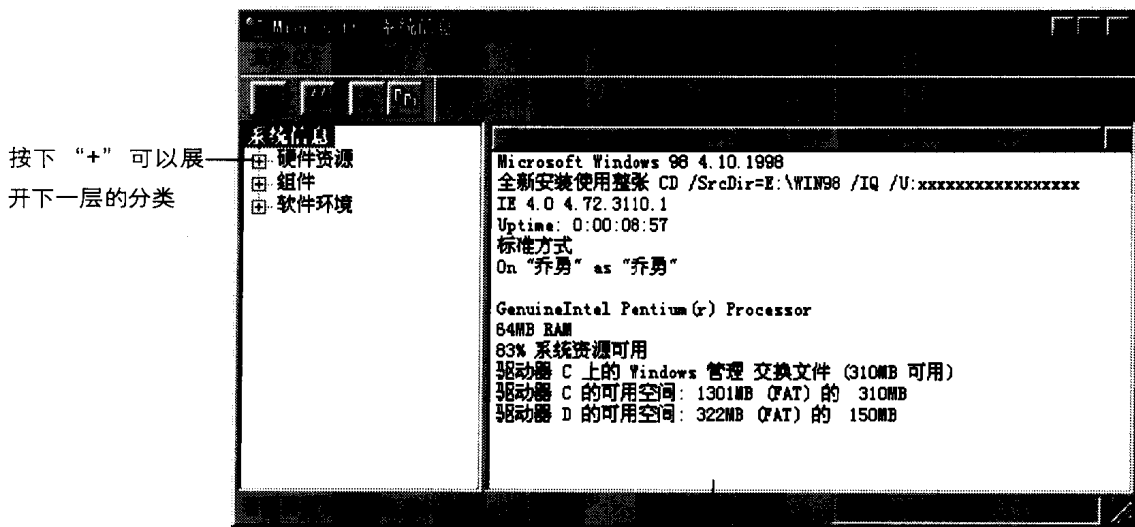 Microsoft 系统信息
按下 “+” 可以展
开下一层的分类
系统信息
硬件资源
组件
软件环境
Microsoft Windows 98 4.10.1998
全新安装使用整张 CD /SrcDir=E:\WIN98 /IQ /U:xxxxxxxxxxxxxxxxx
IE 4.0 4.72.3110.1
Uptime: 0:00:08:57
标准方式
On “乔勇” as “乔勇”
GenuineIntel Pentium(r) Processor
64MB RAM
83% 系统资源可用
驱动器 C 上的 Windows 管理 交换文件 (310MB 可用)
驱动器 C 的可用空间: 1301MB (FAT) 的 310MB
驱动器 D 的可用空间: 322MB (FAT) 的 150MB